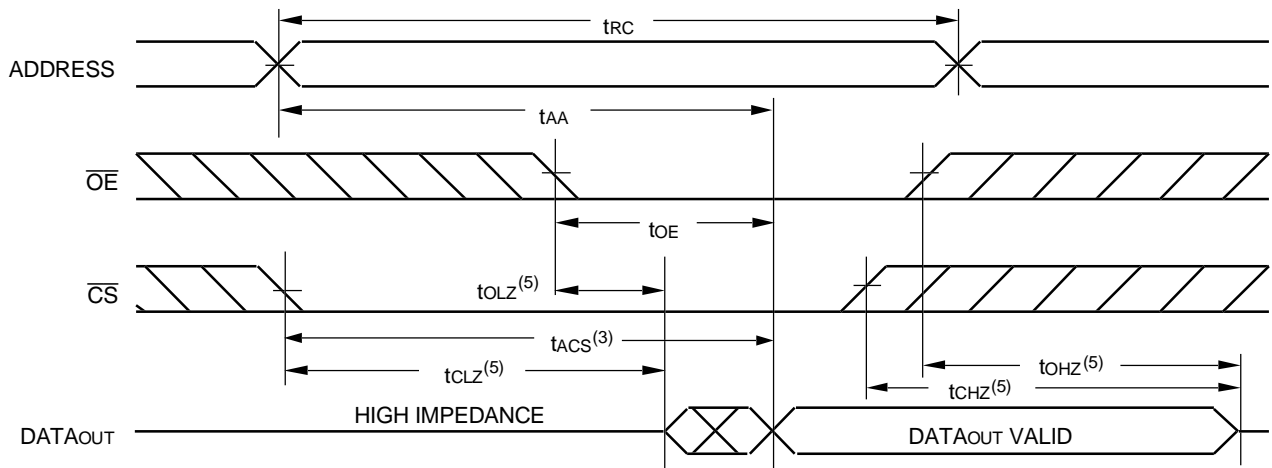 tRC
ADDRESS
tAA
OE
tOE
CS
tOLZ(5)
tACS(3)
tOHZ(5)
tCLZ(5)
tCHZ(5)
HIGH IMPEDANCE
DATAOUT
DATAOUT VALID